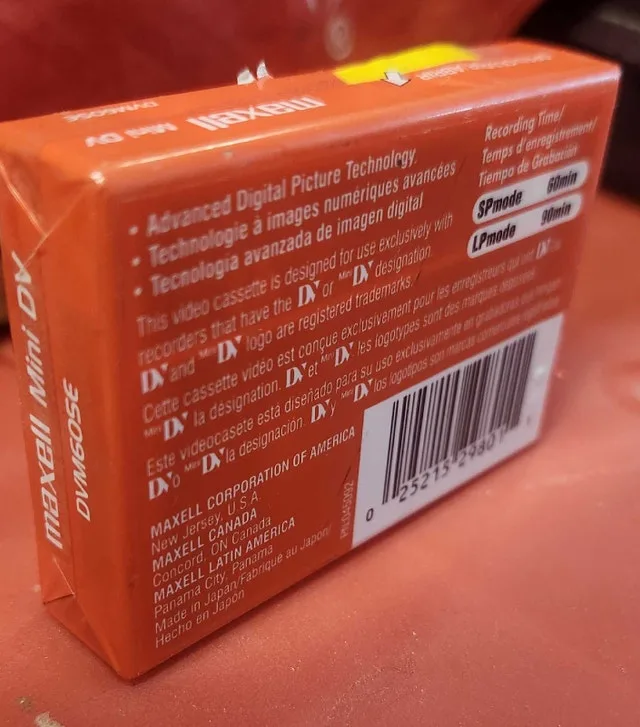 maxell Mini DV
DVM60SE
maxell Mini DV
DVM60SE
• Advanced Digital Picture Technology.
• Technologie à images numériques avancées
• Tecnologia avanzada de imagen digital
Recording Time/
Temps d'enregistrement/
Tiempo de Grabación
SPmode 60min
LPmode 90min
This video cassette is designed for use exclusively with
recorders that have the DV or Mini DV designation.
DV and Mini DV logo are registered trademarks.
Cette cassette vidéo est conçue exclusivement pour les enregistreurs qui ont DV ou
Mini DV la désignation. DV et Mini DV, les logotypes sont des marques déposées.
Este videocasete está diseñado para su uso exclusivamente en grabadoras que tengan
DV o Mini DV la designación. DV y Mini DV los logotipos son marcas comerciales
MAXELL CORPORATION OF AMERICA
New Jersey, U.S.A.
MAXELL CANADA
Concord, ON Canada
MAXELL LATIN AMERICA
Panama City, Panama
Made in Japan/Fabriqué au Japon/
Hecho en Japón
0 25215 29801 1